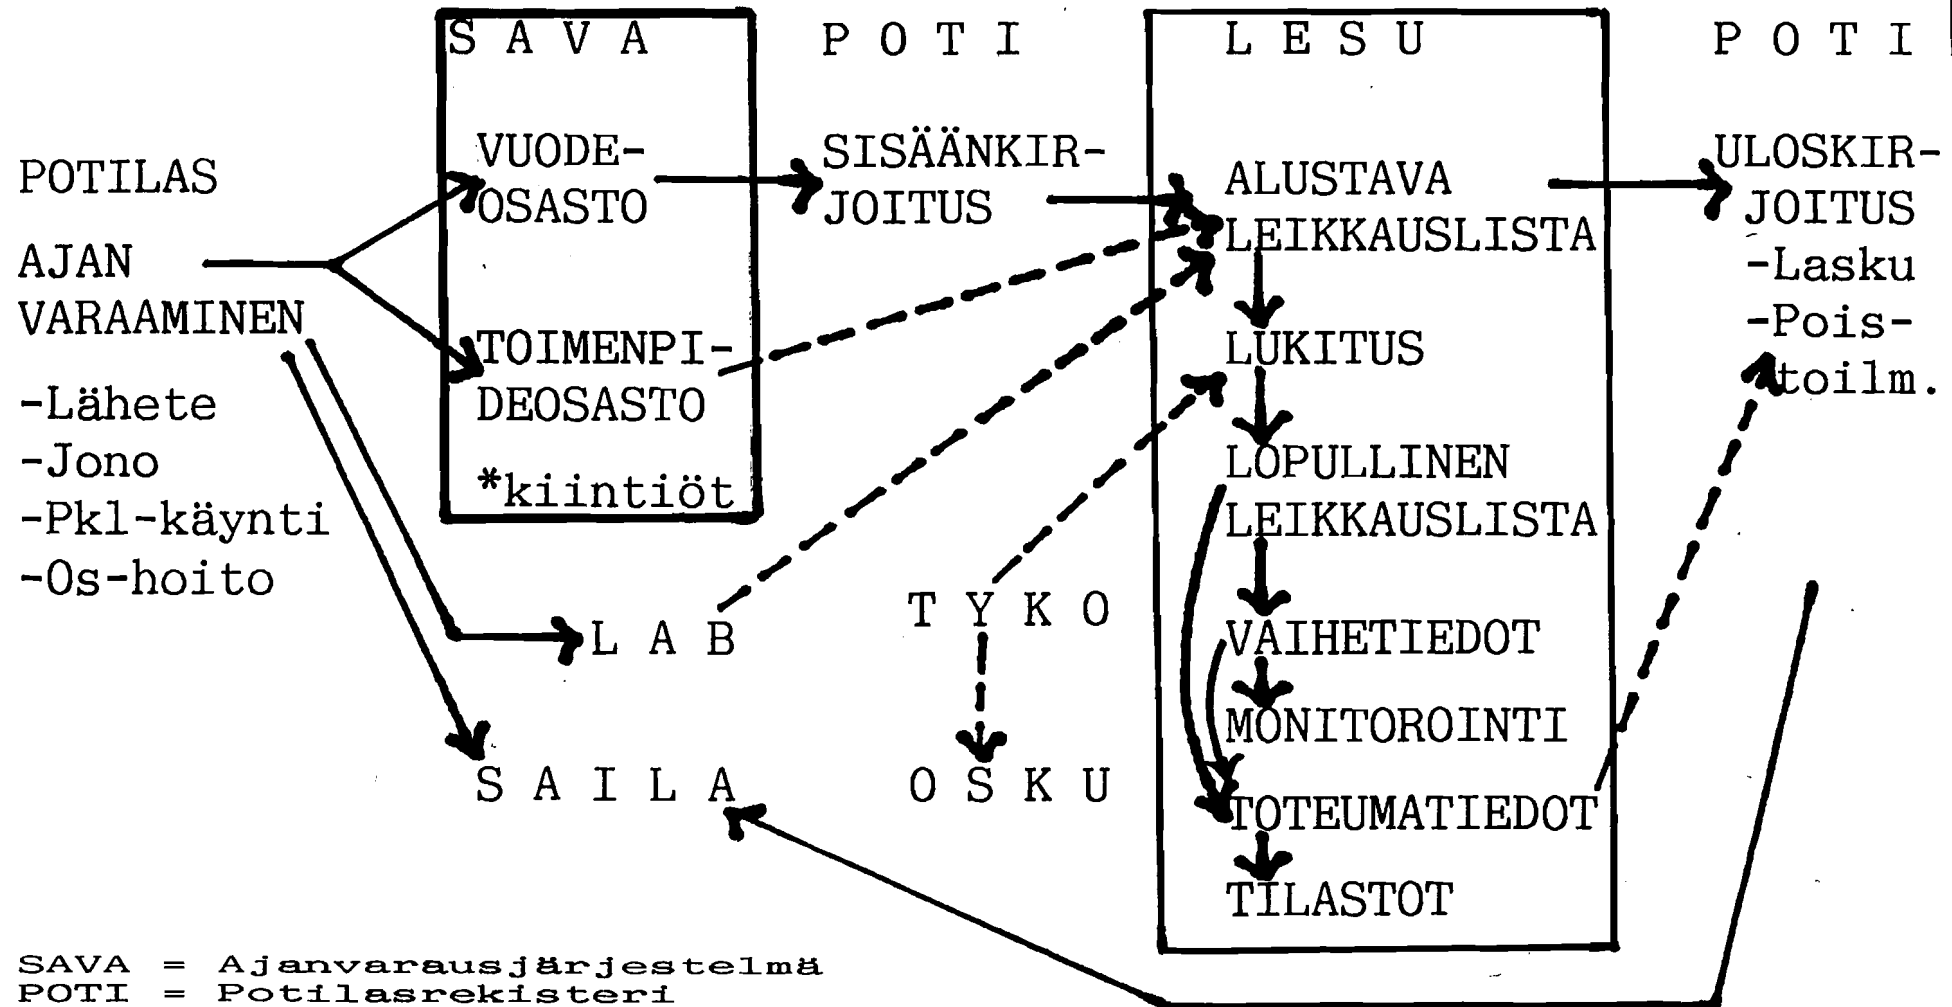 S A V A
P O T I
L E S U
P O T I
POTILAS
AJAN
VARAAMINEN
-Lähete
-Jono
-Pkl-käynti
-Os-hoito
VUODE-
OSASTO
TOIMENPI-
DEOSASTO
*kiintiöt
SISÄÄNKIR-
JOITUS
ALUSTAVA
LEIKKAUSLISTA
LUKITUS
LOPULLINEN
LEIKKAUSLISTA
VAIHETIEDOT
MONITOROINTI
TOTEUMATIEDOT
TILASTOT
ULOSKIR-
JOITUS
-Lasku
-Pois-
toilm.
L A B
T Y K O
S A I L A
O S K U
SAVA = Ajanvarausjärjestelmä
POTI = Potilasrekisteri